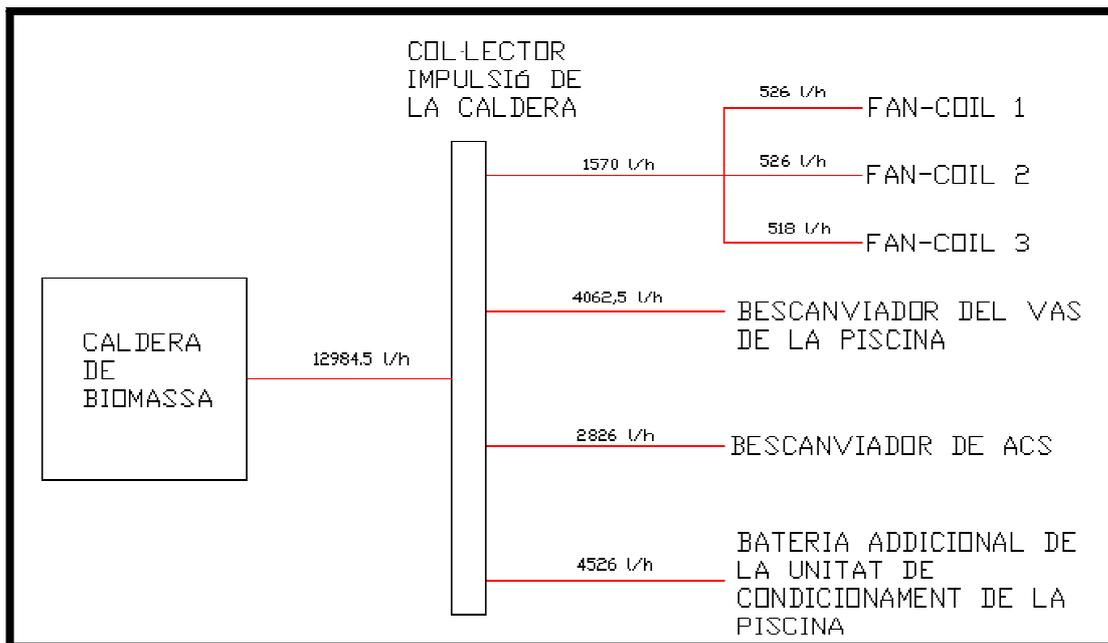 COL·LECTOR
IMPULSIó DE
LA CALDERA
526 l/h
FAN-COIL 1
1570 l/h
526 l/h
FAN-COIL 2
518 l/h
FAN-COIL 3
4062,5 l/h
BESCANVIADOR DEL VAS
DE LA PISCINA
CALDERA
DE
BIOMASSA
12984.5 l/h
2826 l/h
BESCANVIADOR DE ACS
4526 l/h
BATERIA ADDICIONAL DE
LA UNITAT DE
CONDICIONAMENT DE LA
PISCINA